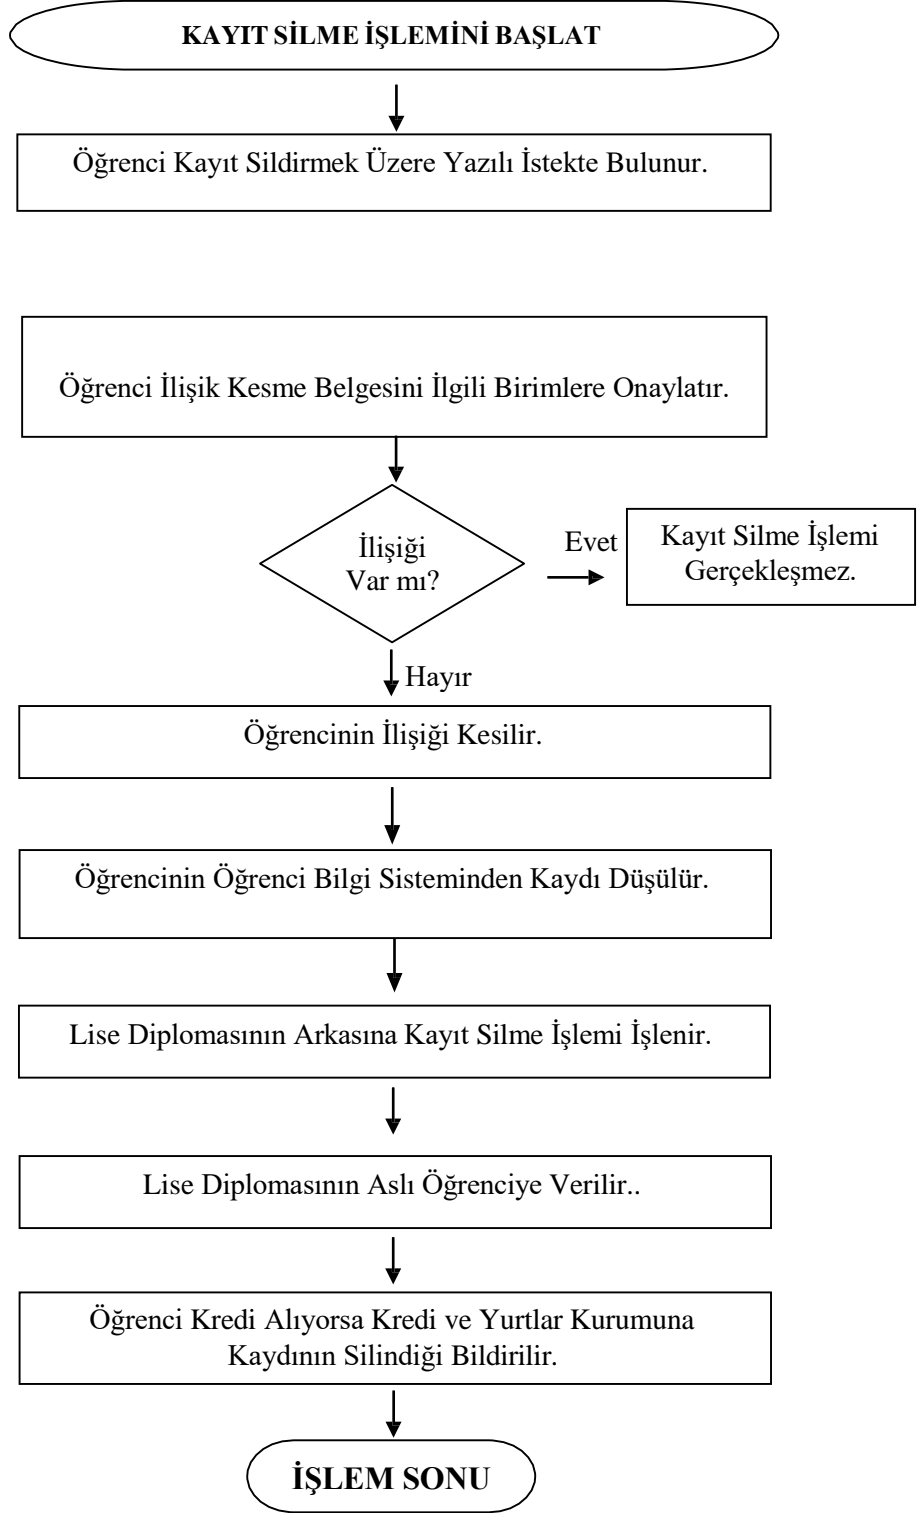 KAYIT SİLME İŞLEMİNİ BAŞLAT
Öğrenci Kayıt Sildirmek Üzere Yazılı İstekte Bulunur.
Öğrenci İlişik Kesme Belgesini İlgili Birimlere Onaylatır.
İlişiği
Var mı?
Evet
Kayıt Silme İşlemi
Gerçekleşmez.
Hayır
Öğrencinin İlişiği Kesilir.
Öğrencinin Öğrenci Bilgi Sisteminden Kaydı Düşülür.
Lise Diplomasının Arkasına Kayıt Silme İşlemi İşlenir.
Lise Diplomasının Aslı Öğrenciye Verilir..
Öğrenci Kredi Alıyorsa Kredi ve Yurtlar Kurumuna
Kaydının Silindiği Bildirilir.
İŞLEM SONU